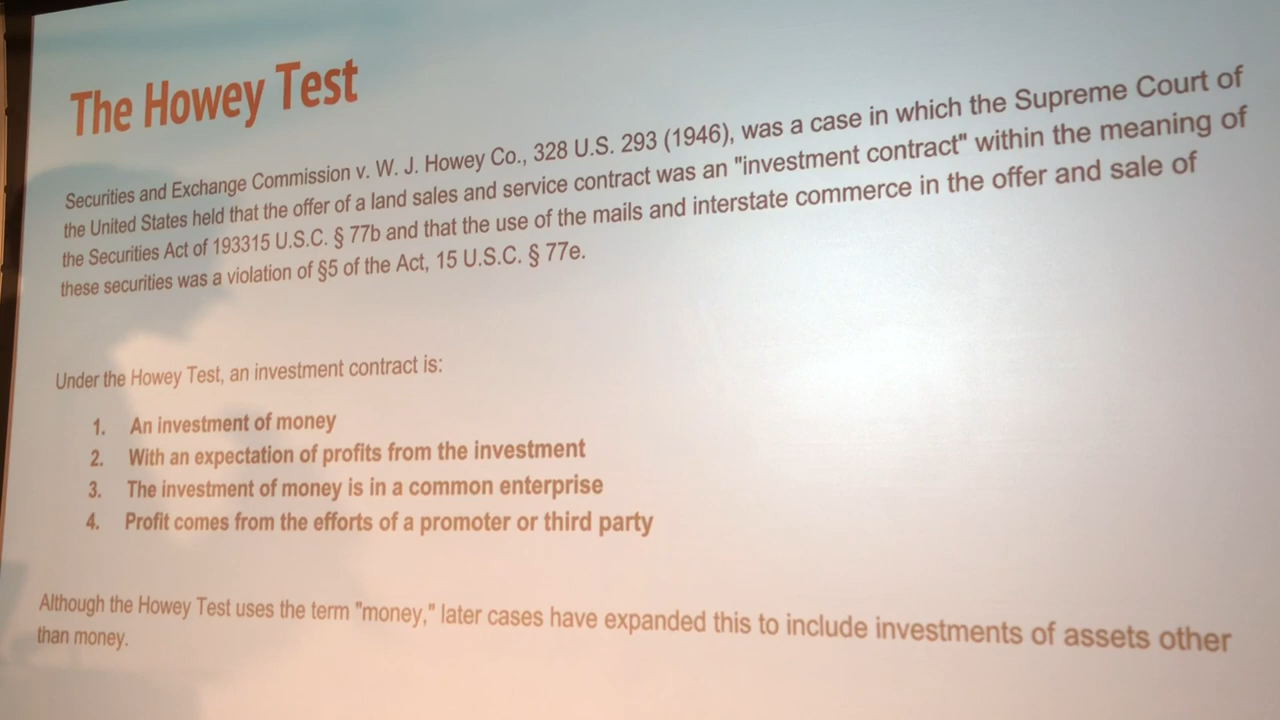 The Howey Test
Securities and Exchange Commission v. W. J. Howey Co., 328 U.S. 293 (1946), was a case in which the Supreme Court of
the United States held that the offer of a land sales and service contract was an "investment contract" within the meaning of
the Securities Act of 193315 U.S.C. § 77b and that the use of the mails and interstate commerce in the offer and sale of
these securities was a violation of §5 of the Act, 15 U.S.C. § 77e.
Under the Howey Test, an investment contract is:
1. An investment of money
2. With an expectation of profits from the investment
3. The investment of money is in a common enterprise
4. Profit comes from the efforts of a promoter or third party
Although the Howey Test uses the term "money," later cases have expanded this to include investments of assets other
than money.